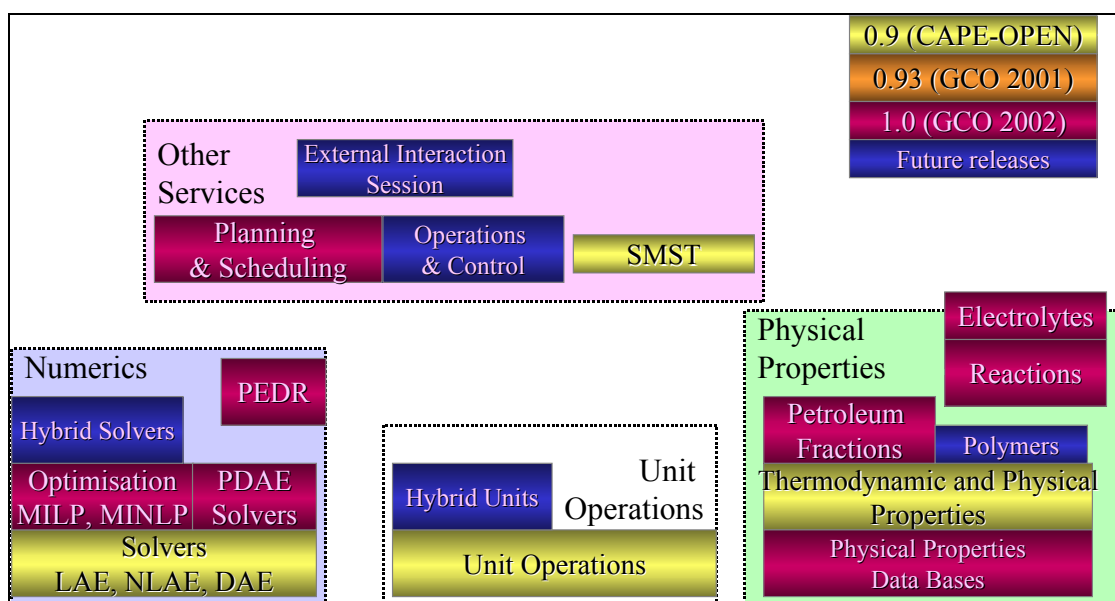 0.9 (CAPE-OPEN)
0.93 (GCO 2001)
1.0 (GCO 2002)
Future releases
Other
Services
External Interaction
Session
Planning
& Scheduling
Operations
& Control
SMST
Numerics
PEDR
Hybrid Solvers
Optimisation
MILP, MINLP
PDAE
Solvers
Solvers
LAE, NLAE, DAE
Unit
Operations
Hybrid Units
Unit Operations
Physical
Properties
Electrolytes
Reactions
Petroleum
Fractions
Polymers
Thermodynamic and Physical
Properties
Physical Properties
Data Bases